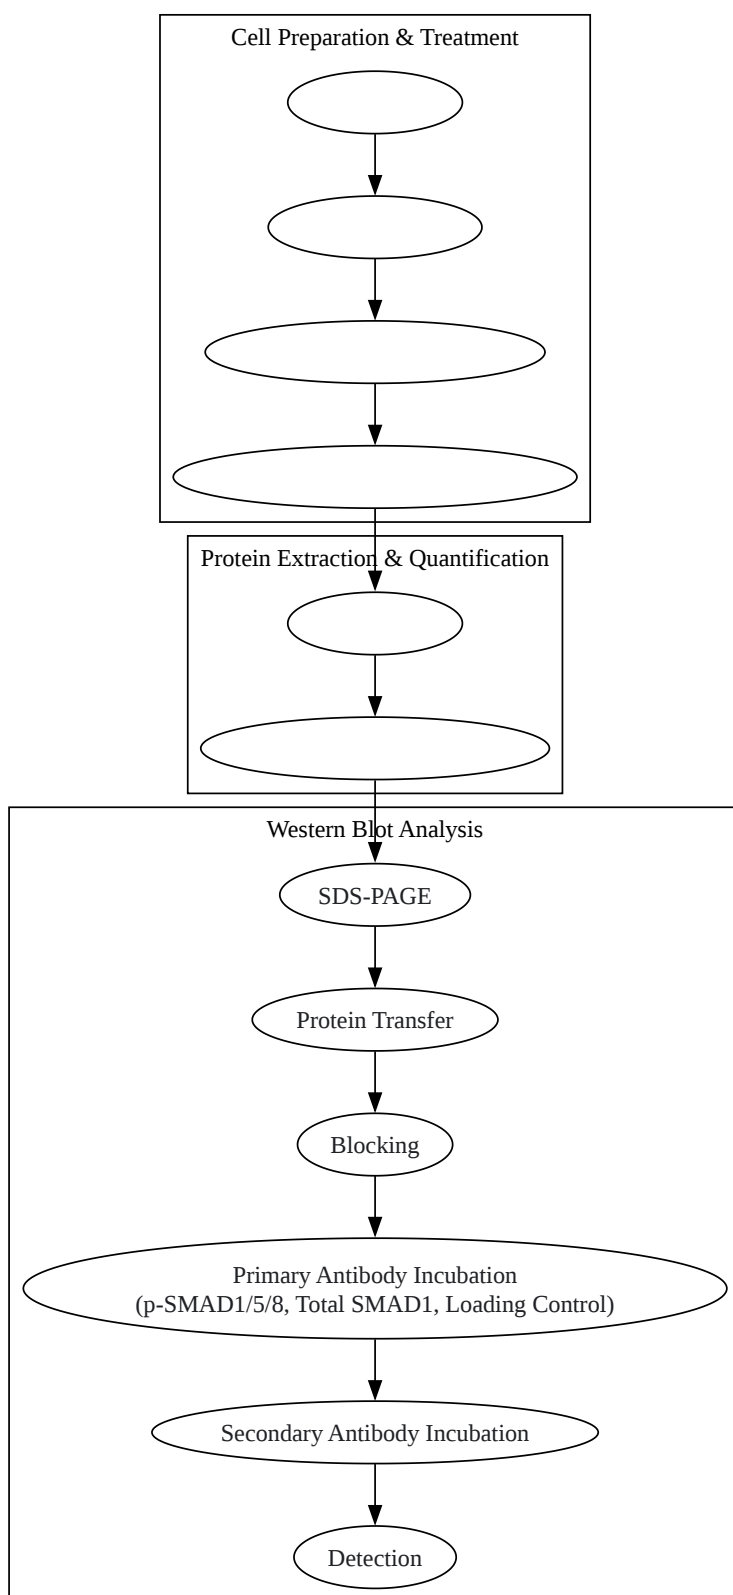 Cell Preparation & Treatment
Protein Extraction & Quantification
Western Blot Analysis
SDS-PAGE
Protein Transfer
Blocking
Primary Antibody Incubation
(p-SMAD1/5/8, Total SMAD1, Loading Control)
Secondary Antibody Incubation
Detection